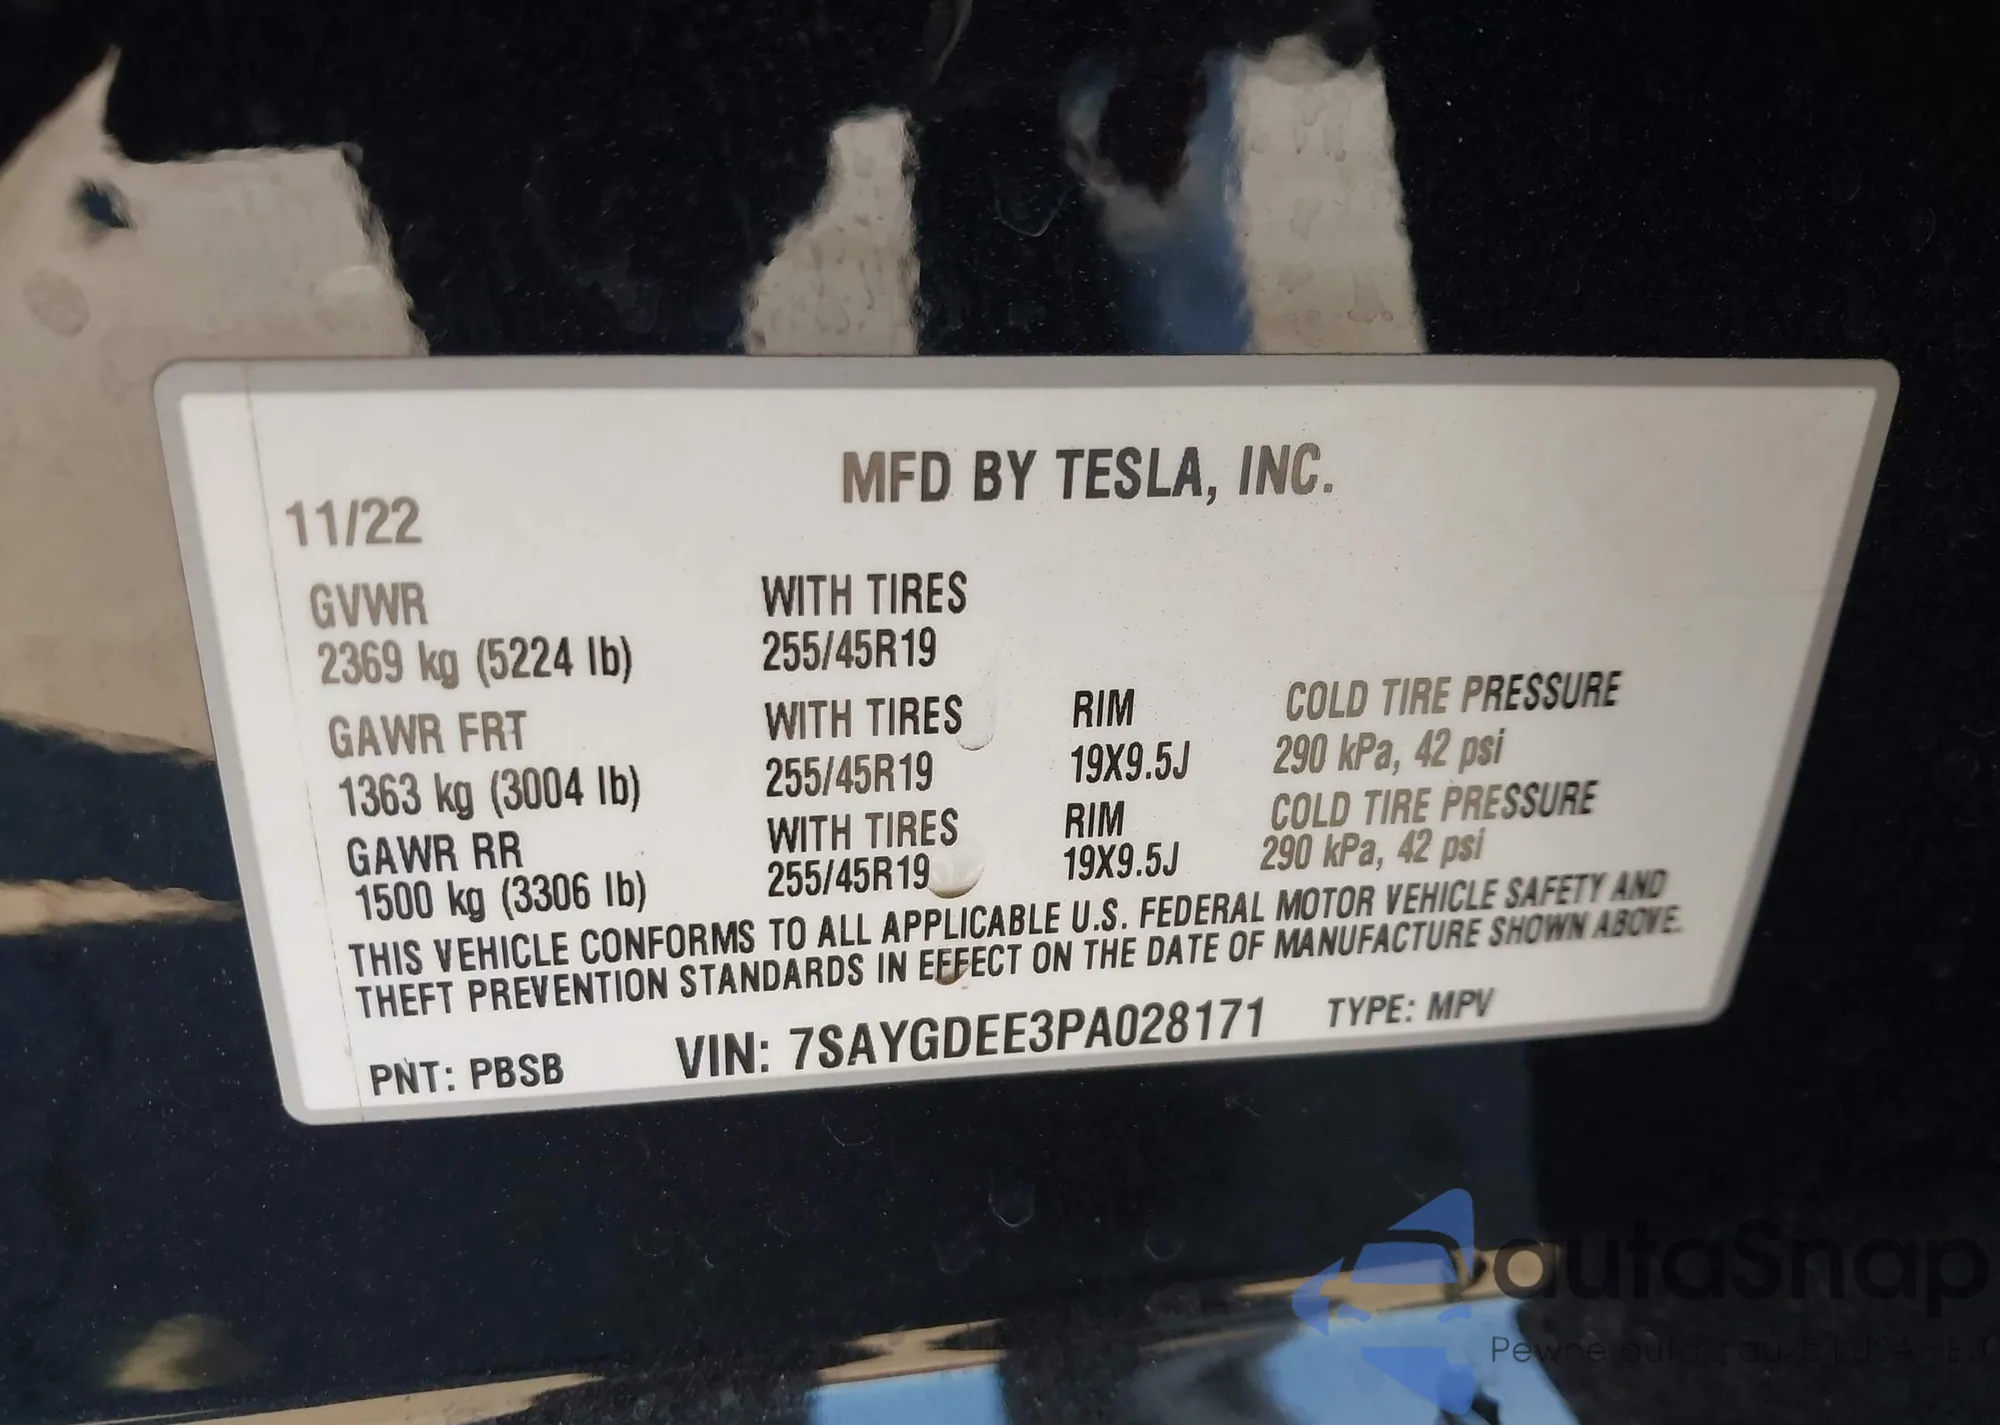 MFD BY TESLA, INC.
11/22
GVWR WITH TIRES
2369 kg (5224 lb) 255/45R19
GAWR FRT WITH TIRES RIM COLD TIRE PRESSURE
1363 kg (3004 lb) 255/45R19 19X9.5J 290 kPa, 42 psi
GAWR RR WITH TIRES RIM COLD TIRE PRESSURE
1500 kg (3306 lb) 255/45R19 19X9.5J 290 kPa, 42 psi
THIS VEHICLE CONFORMS TO ALL APPLICABLE U.S. FEDERAL MOTOR VEHICLE SAFETY AND
THEFT PREVENTION STANDARDS IN EFFECT ON THE DATE OF MANUFACTURE SHOWN ABOVE.
PNT: PBSB VIN: 7SAYGDEE3PA028171 TYPE: MPV
autaSnap
Pewne auta